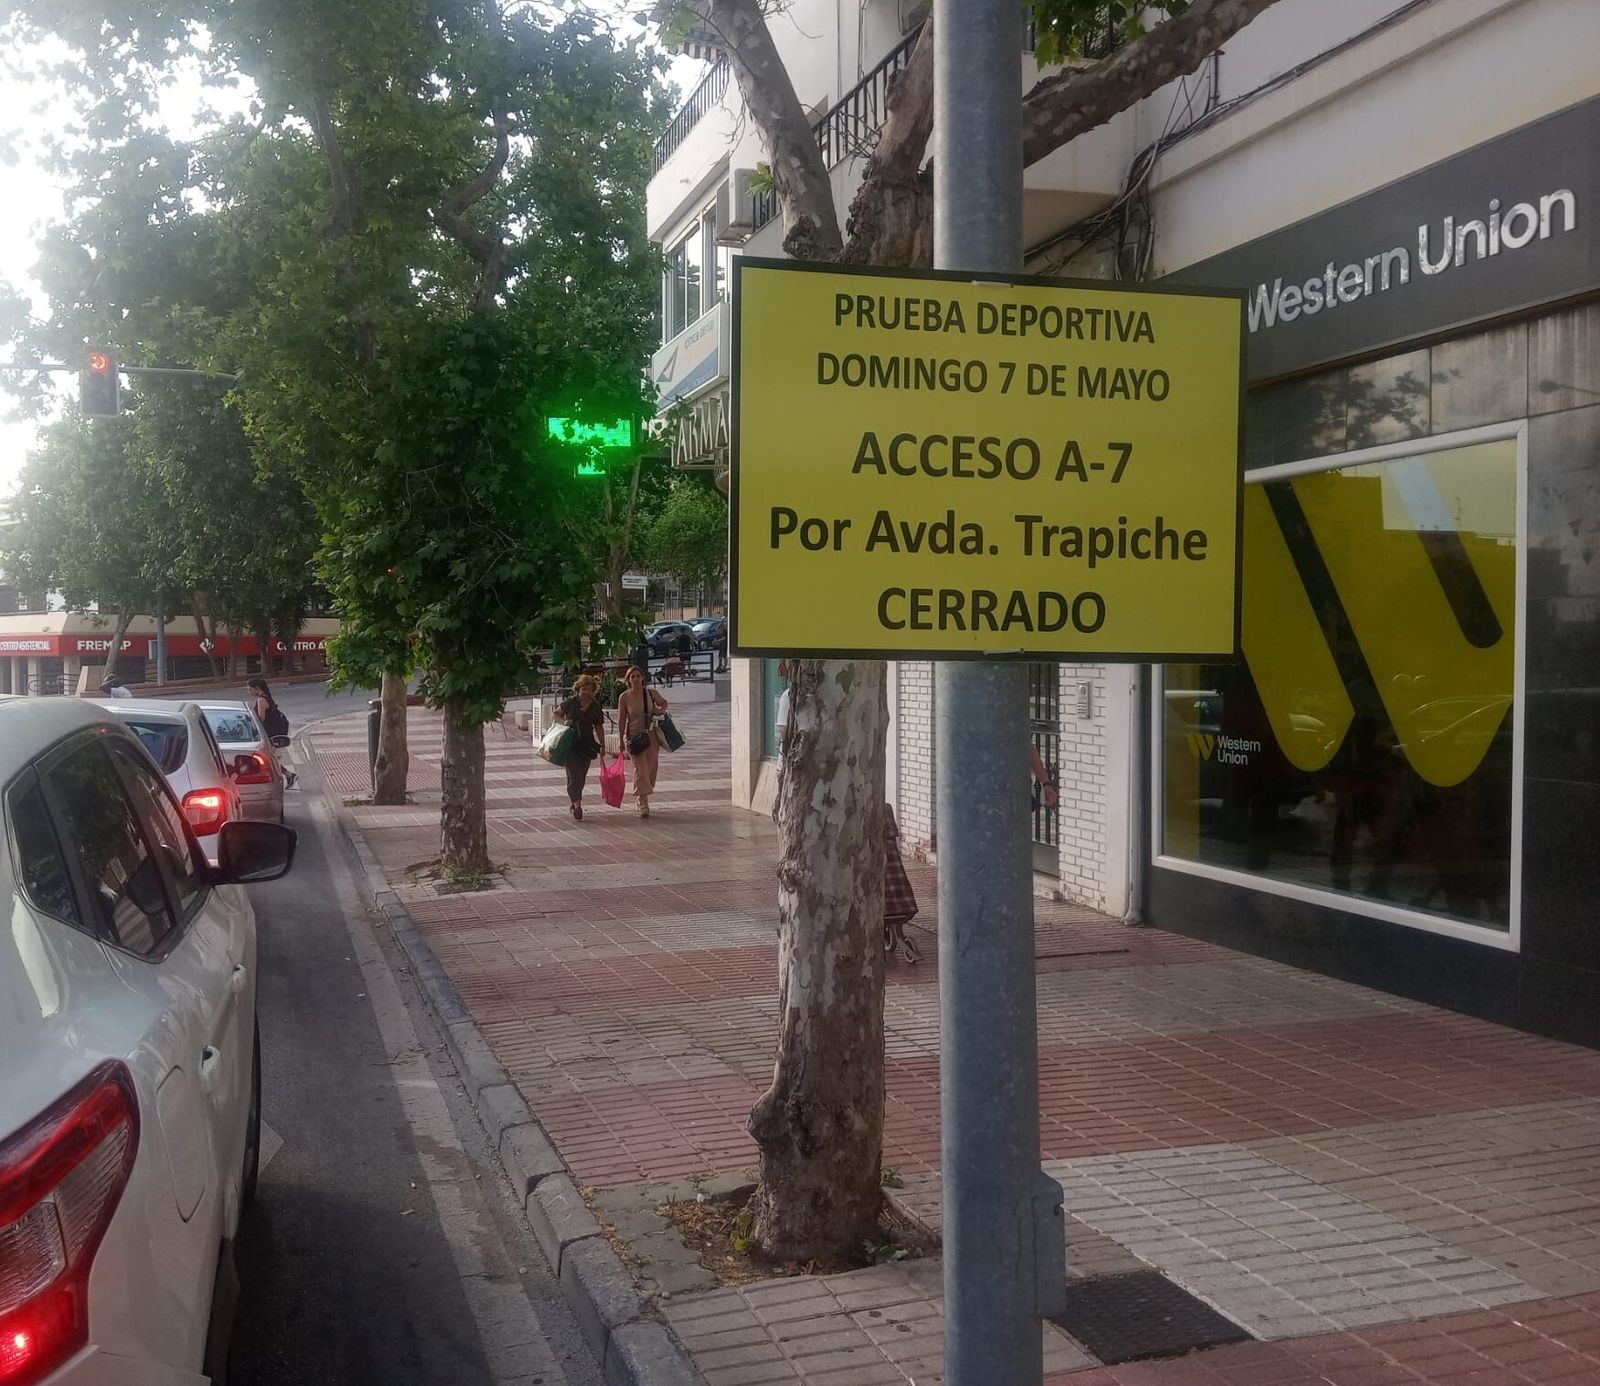 PRUEBA DEPORTIVA
DOMINGO 7 DE MAYO
ACCESO A-7
Por Avda. Trapiche
CERRADO
Western Union
Western
Union
FREMAP